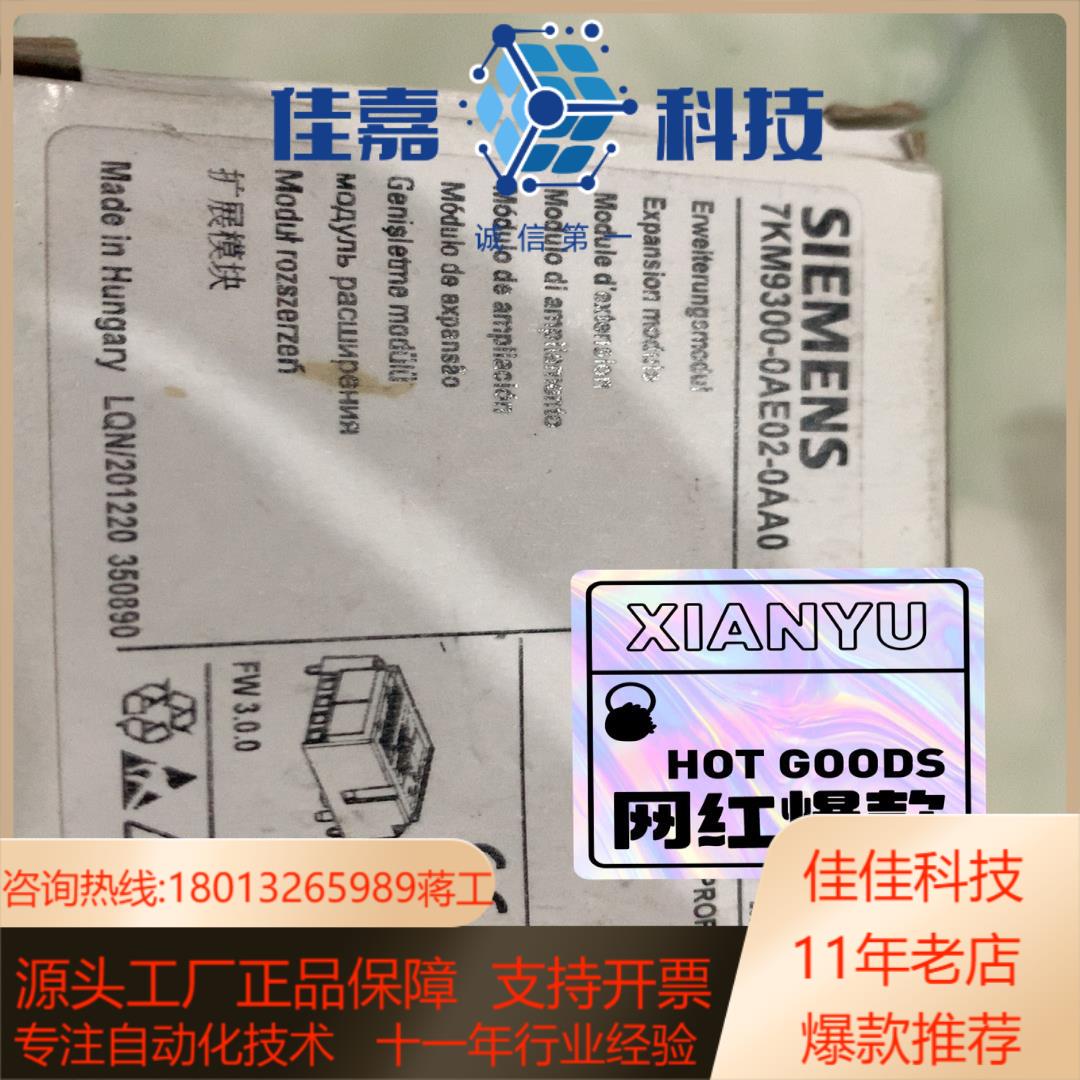 佳嘉 科技
诚信第一
SIEMENS
7KM9300-0AE02-0AA0
Erweiterungsmodul
Expansion module
Module d'extension
Modulo di ampliamento
Módulo de ampliación
Módulo de expansão
Genişletme modülü
модуль расширения
Moduł rozszerzeń
扩展模块
Made in Hungary LQN/201220 350890
FW 3.0.0
XIANYU
HOT GOODS
网红爆款
咨询热线:18013265989蒋工
源头工厂正品保障 支持开票
专注自动化技术 十一年行业经验
佳佳科技
11年老店
爆款推荐